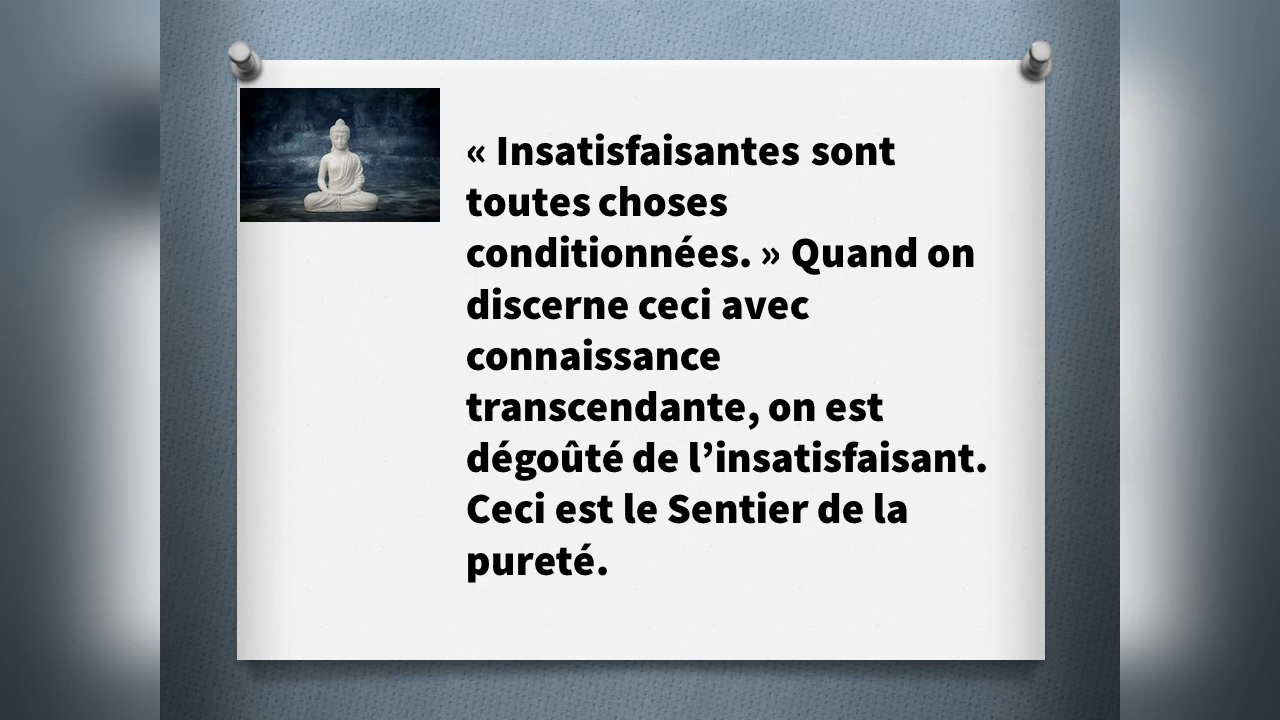 « Insatisfaisantes sont
toutes choses
conditionnées. » Quand on
discerne ceci avec
connaissance
transcendante, on est
dégoûté de l’insatisfaisant.
Ceci est le Sentier de la
pureté.